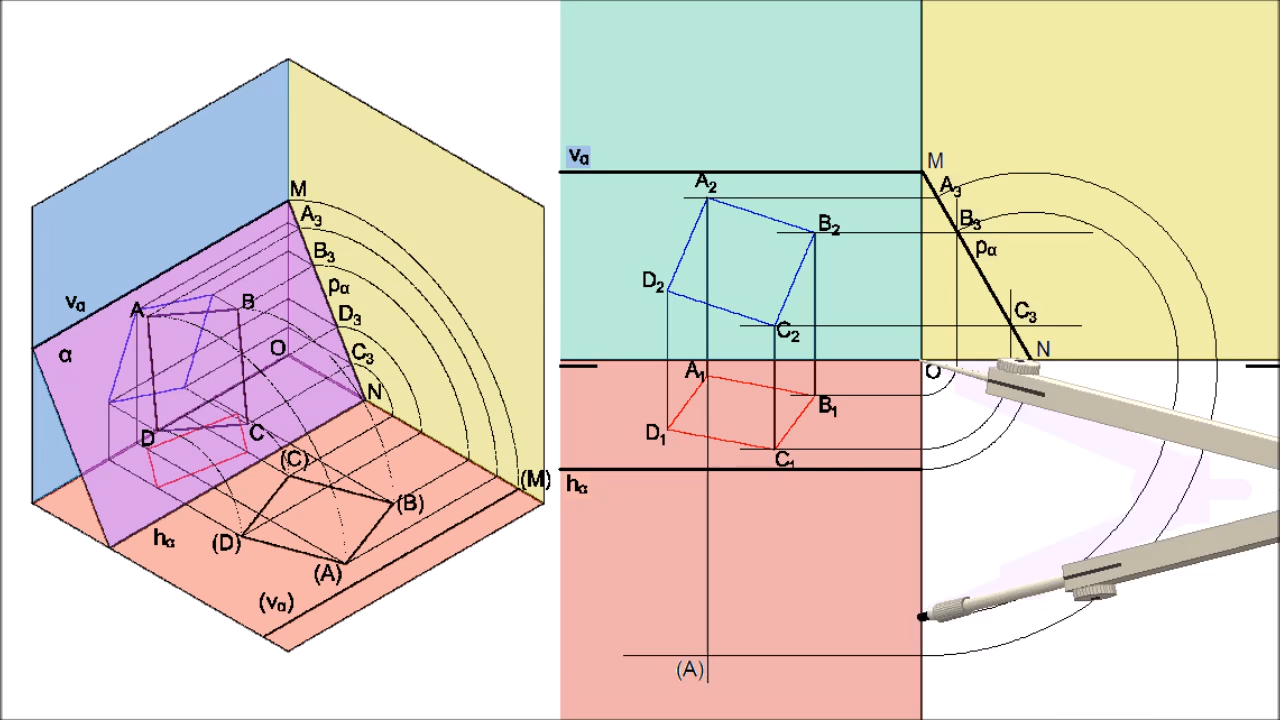 M
A3
B3
vα
pα
A
B
D3
α
O
C3
N
D
C
(C)
(M)
(B)
hα
(D)
(A)
(vα)
vα
M
A2
A3
B2
B3
pα
D2
C3
C2
N
O
A1
B1
D1
C1
hα
(A)